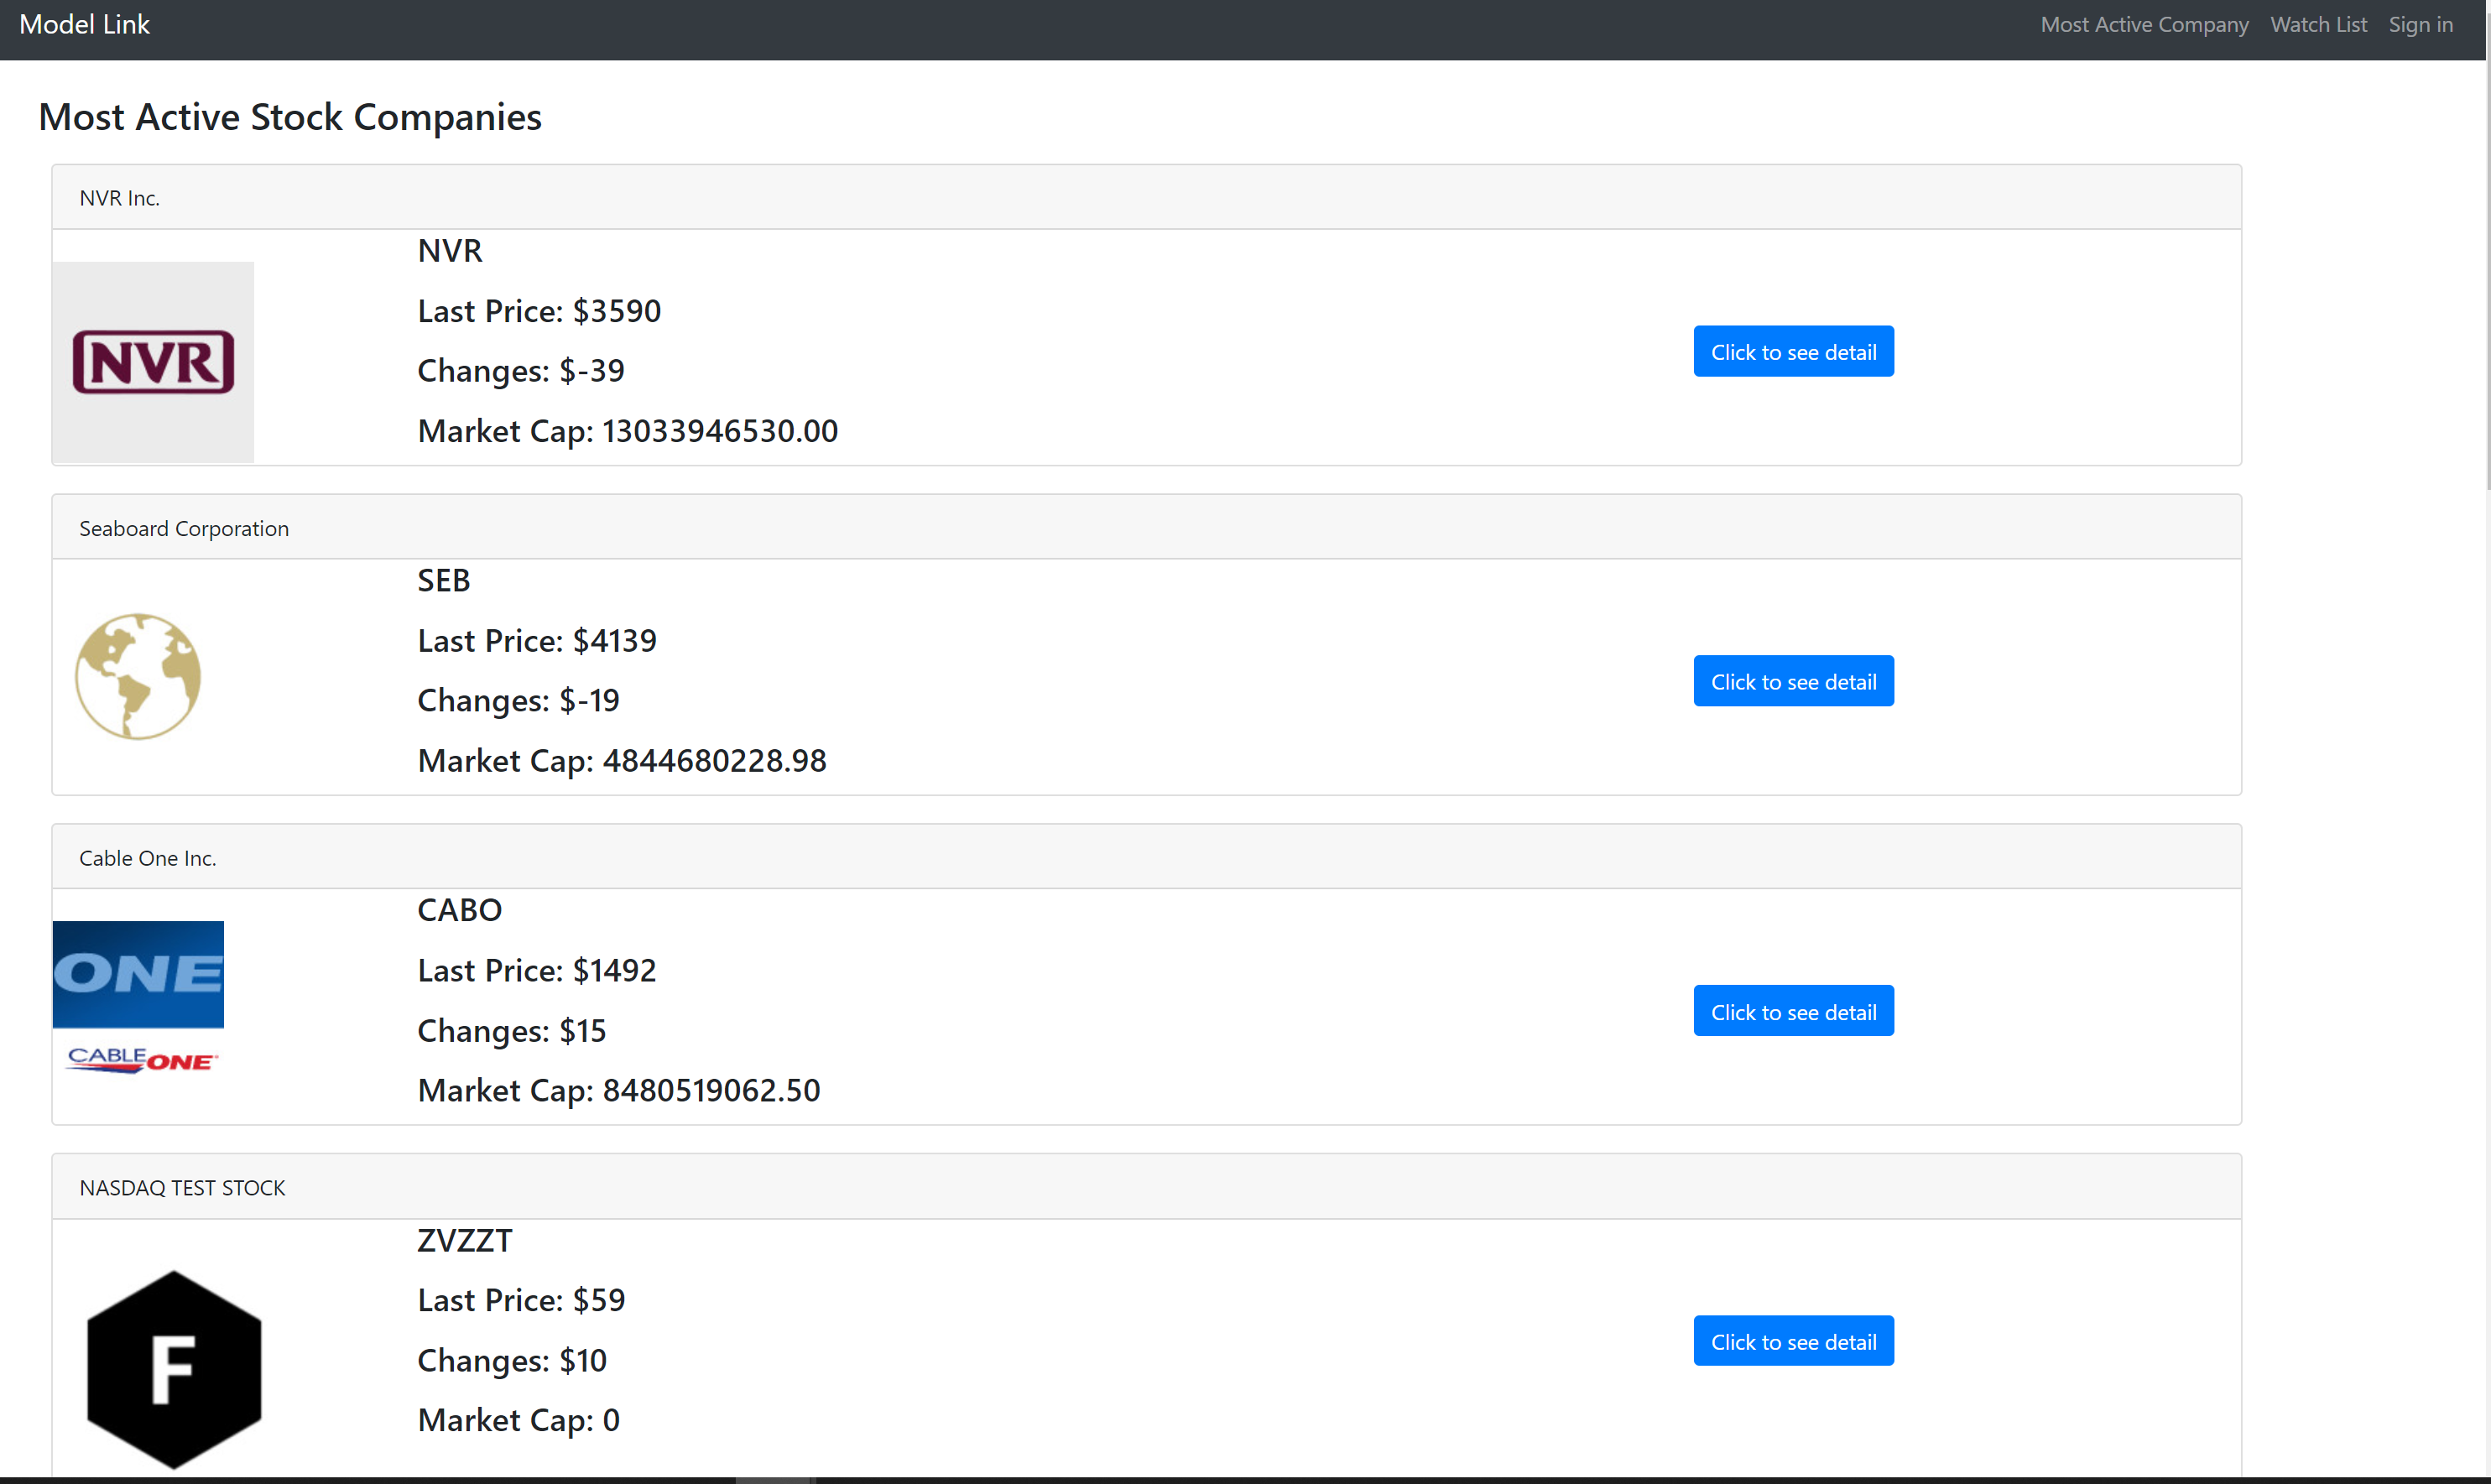 Model Link
Most Active Company Watch List Sign in
Most Active Stock Companies
NVR Inc.
NVR
NVR
Last Price: $3590
Changes: $-39
Market Cap: 13033946530.00
Click to see detail
Seaboard Corporation
SEB
Last Price: $4139
Changes: $-19
Market Cap: 4844680228.98
Click to see detail
Cable One Inc.
ONE
CABLE ONE
CABO
Last Price: $1492
Changes: $15
Market Cap: 8480519062.50
Click to see detail
NASDAQ TEST STOCK
F
ZVZZT
Last Price: $59
Changes: $10
Market Cap: 0
Click to see detail